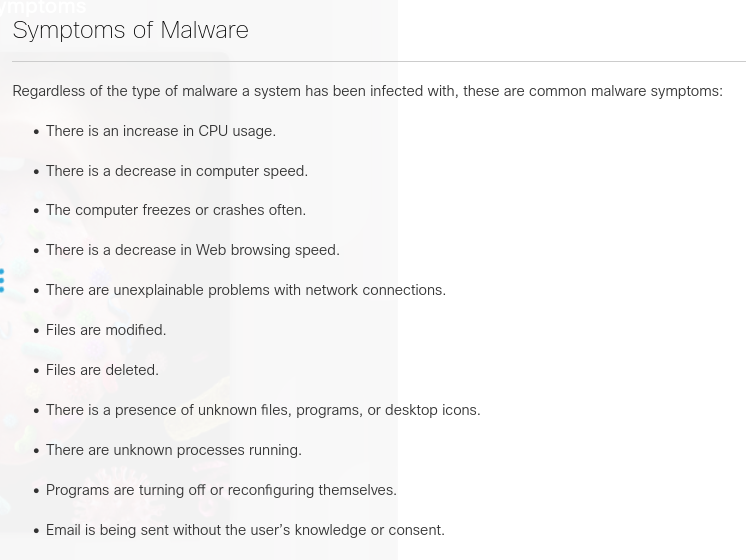 ymptoms
Symptoms of Malware
Regardless of the type of malware a system has been infected with, these are common malware symptoms:
• There is an increase in CPU usage.
• There is a decrease in computer speed.
• The computer freezes or crashes often.
• There is a decrease in Web browsing speed.
• There are unexplainable problems with network connections.
• Files are modified.
• Files are deleted.
• There is a presence of unknown files, programs, or desktop icons.
• There are unknown processes running.
• Programs are turning off or reconfiguring themselves.
• Email is being sent without the user's knowledge or consent.